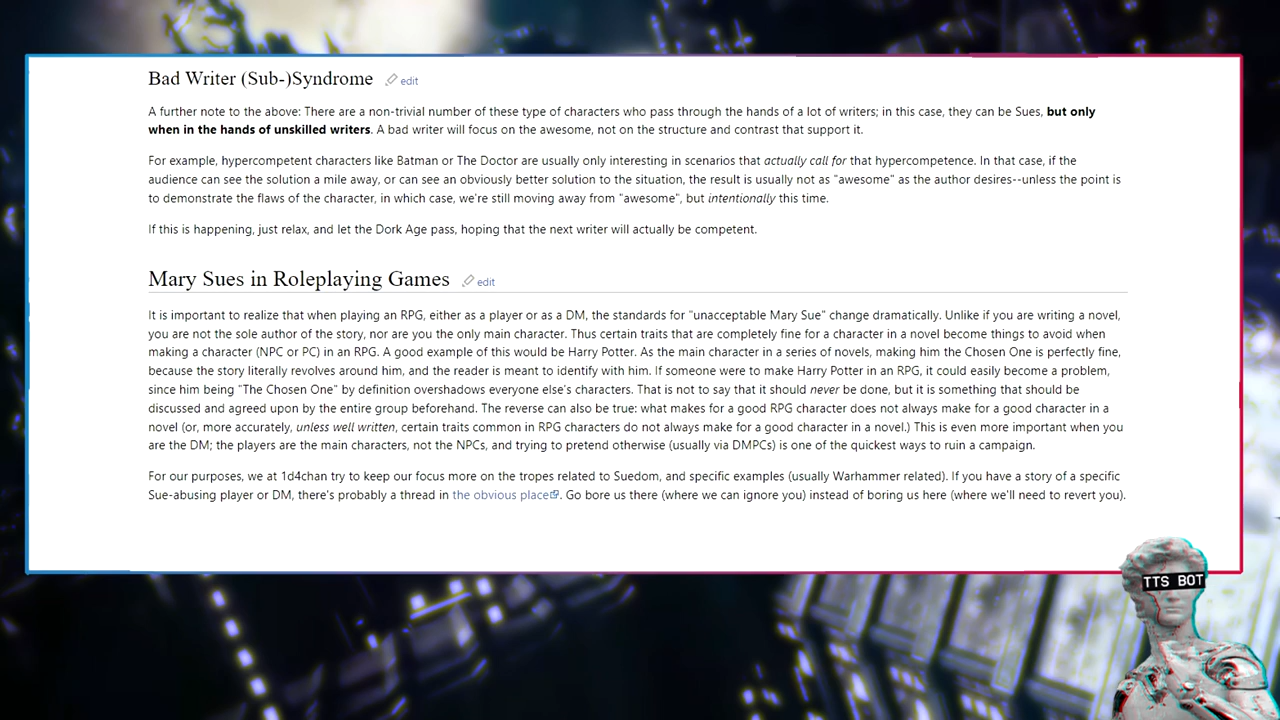 Bad Writer (Sub-)Syndrome edit
A further note to the above: There are a non-trivial number of these type of characters who pass through the hands of a lot of writers; in this case, they can be Sues, but only
when in the hands of unskilled writers. A bad writer will focus on the awesome, not on the structure and contrast that support it.
For example, hypercompetent characters like Batman or The Doctor are usually only interesting in scenarios that actually call for that hypercompetence. In that case, if the
audience can see the solution a mile away, or can see an obviously better solution to the situation, the result is usually not as "awesome" as the author desires--unless the point is
to demonstrate the flaws of the character, in which case, we're still moving away from "awesome", but intentionally this time.
If this is happening, just relax, and let the Dork Age pass, hoping that the next writer will actually be competent.
Mary Sues in Roleplaying Games edit
It is important to realize that when playing an RPG, either as a player or as a DM, the standards for "unacceptable Mary Sue" change dramatically. Unlike if you are writing a novel,
you are not the sole author of the story, nor are you the only main character. Thus certain traits that are completely fine for a character in a novel become things to avoid when
making a character (NPC or PC) in an RPG. A good example of this would be Harry Potter. As the main character in a series of novels, making him the Chosen One is perfectly fine,
because the story literally revolves around him, and the reader is meant to identify with him. If someone were to make Harry Potter in an RPG, it could easily become a problem,
since him being "The Chosen One" by definition overshadows everyone else's characters. That is not to say that it should never be done, but it is something that should be
discussed and agreed upon by the entire group beforehand. The reverse can also be true: what makes for a good RPG character does not always make for a good character in a
novel (or, more accurately, unless well written, certain traits common in RPG characters do not always make for a good character in a novel.) This is even more important when you
are the DM; the players are the main characters, not the NPCs, and trying to pretend otherwise (usually via DMPCs) is one of the quickest ways to ruin a campaign.
For our purposes, we at 1d4chan try to keep our focus more on the tropes related to Suedom, and specific examples (usually Warhammer related). If you have a story of a specific
Sue-abusing player or DM, there's probably a thread in the obvious place. Go bore us there (where we can ignore you) instead of boring us here (where we'll need to revert you).
TTS BOT